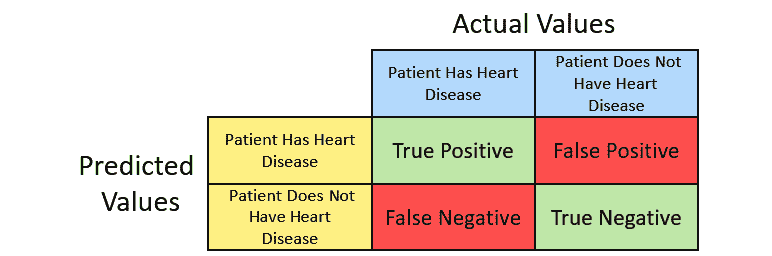 Actual Values
Patient Has Heart
Disease
Patient Does Not
Have Heart
Disease
Predicted
Values
Patient Has Heart
Disease
True Positive
False Positive
Patient Does Not
Have Heart
Disease
False Negative
True Negative